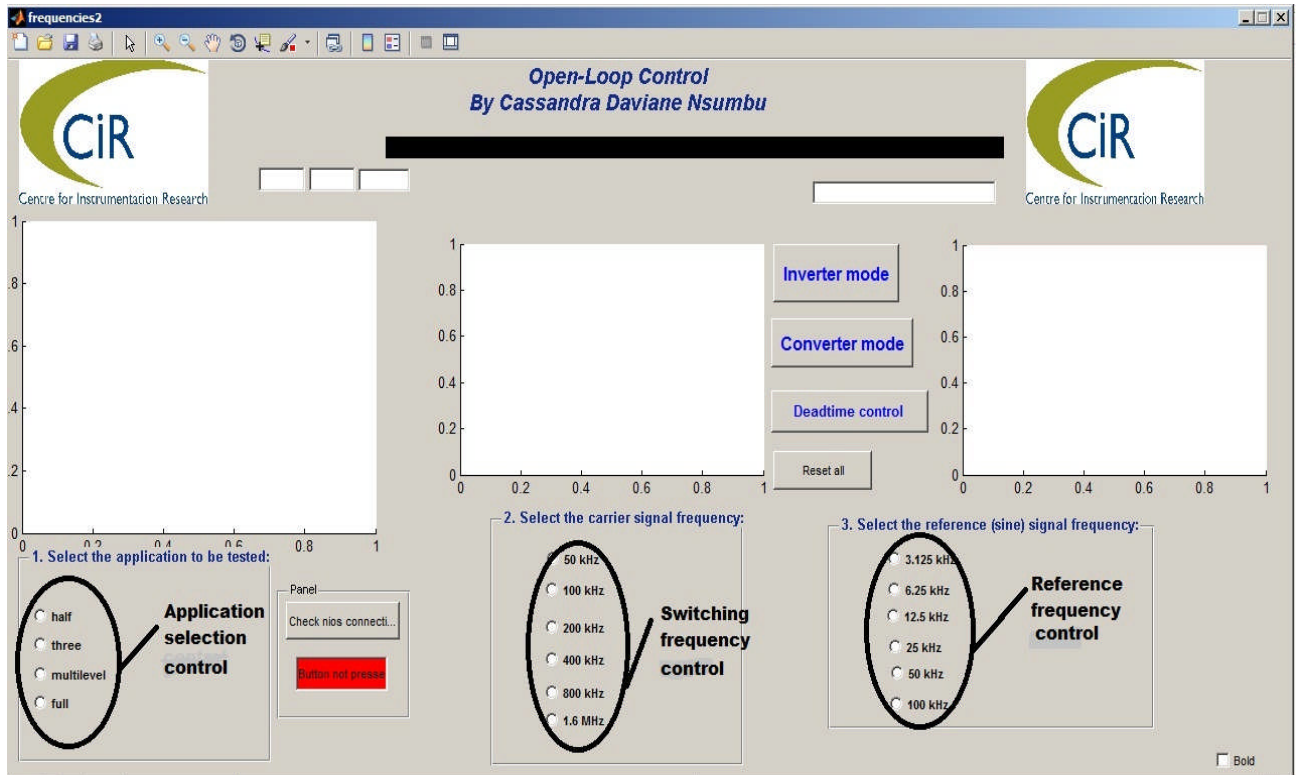 frequencies2
Open-Loop Control
By Cassandra Daviane Nsumbu
CiR
Centre for Instrumentation Research
CiR
Centre for Instrumentation Research
1
.8
.6
.4
.2
0
0 0.2 0.4 0.6 0.8 1
1
0.8
0.6
0.4
0.2
0
0 0.2 0.4 0.6 0.8 1
Inverter mode
Converter mode
Deadtime control
Reset all
1
0.8
0.6
0.4
0.2
0
0 0.2 0.4 0.6 0.8 1
1. Select the application to be tested:
half
three
multilevel
full
Application
selection
control
Panel
Check nios connecti...
Button not presse
2. Select the carrier signal frequency:
50 kHz
100 kHz
200 kHz
400 kHz
800 kHz
1.6 MHz
Switching
frequency
control
3. Select the reference (sine) signal frequency:
3.125 kHz
6.25 kHz
12.5 kHz
25 kHz
50 kHz
100 kHz
Reference
frequency
control
Bold